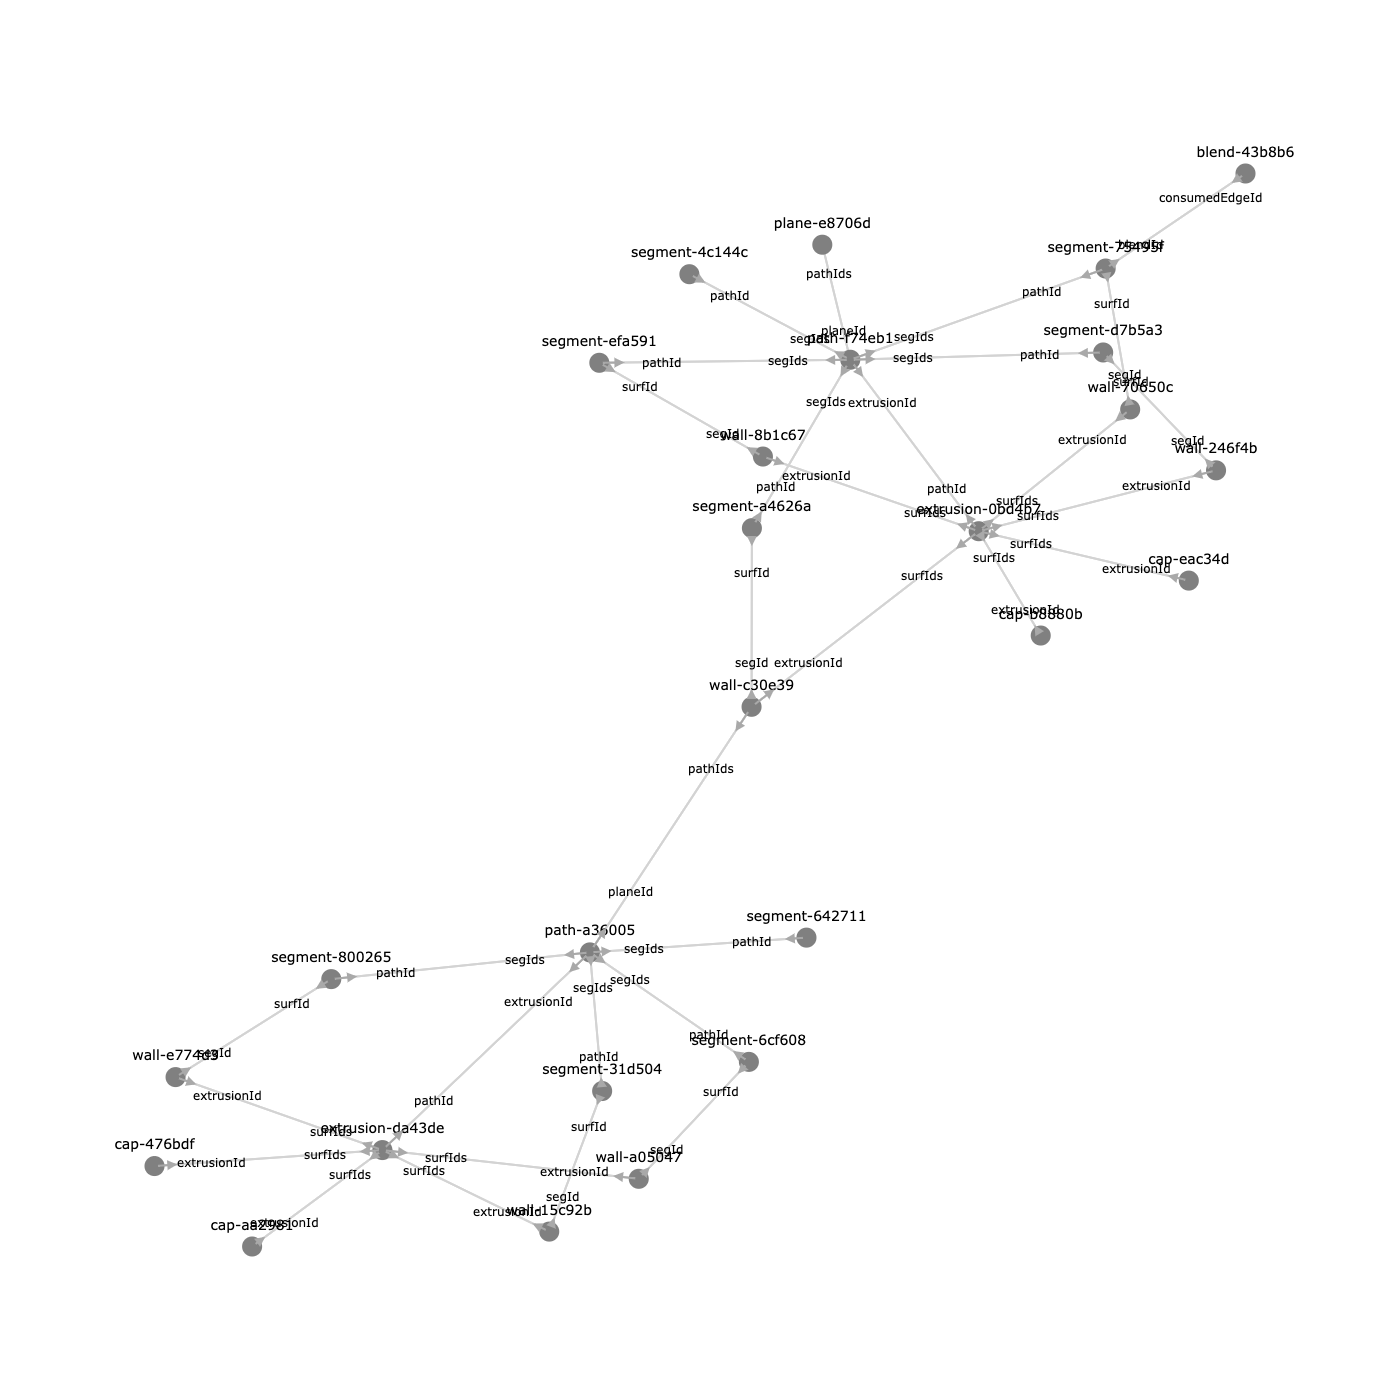 blend-43b8b6
consumedEdgeId
plane-e8706d
segment-75495f
blendId
segment-4c144c
pathIds
pathId
pathId
surfId
planeId
segment-d7b5a3
segIds
path-f74eb1
segIds
segment-efa591
pathId
segIds
segIds
pathId
segId
surfId
surfId
wall-70650c
segIds
extrusionId
segId
wall-8b1c67
extrusionId
segId
wall-246f4b
extrusionId
extrusionId
pathId
pathId
surfIds
segment-a4626a
surfIds
extrusion-0bd4b7
surfIds
surfIds
surfIds
cap-eac34d
extrusionId
surfId
surfIds
extrusionId
cap-b8880b
segId
extrusionId
wall-c30e39
pathIds
planeId
segment-642711
path-a36005
pathId
segIds
segment-800265
segIds
pathId
segIds
segIds
surfId
extrusionId
pathId
segment-6cf608
wall-e774d3
segId
pathId
segment-31d504
extrusionId
pathId
surfId
surfId
extrusion-da43de
surfIds
cap-476bdf
extrusionId
surfIds
surfIds
segId
wall-a05047
surfIds
surfIds
extrusionId
segId
extrusionId
wall-15c92b
cap-aa2981
extrusionId